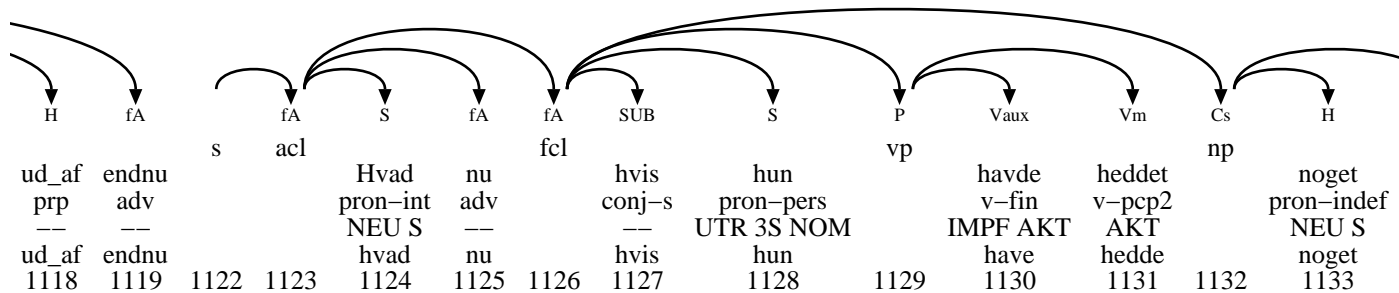 H fA fA S fA fA SUB S P Vaux Vm Cs H
s acl fcl vp np
ud_af endnu Hvad nu hvis hun havde heddet noget
prp adv pron−int adv conj−s pron−pers v−fin v−pcp2 pron−indef
−− −− NEU S −− −− UTR 3S NOM IMPF AKT AKT NEU S
ud_af endnu hvad nu hvis hun have hedde noget
1118 1119 1122 1123 1124 1125 1126 1127 1128 1129 1130 1131 1132 1133